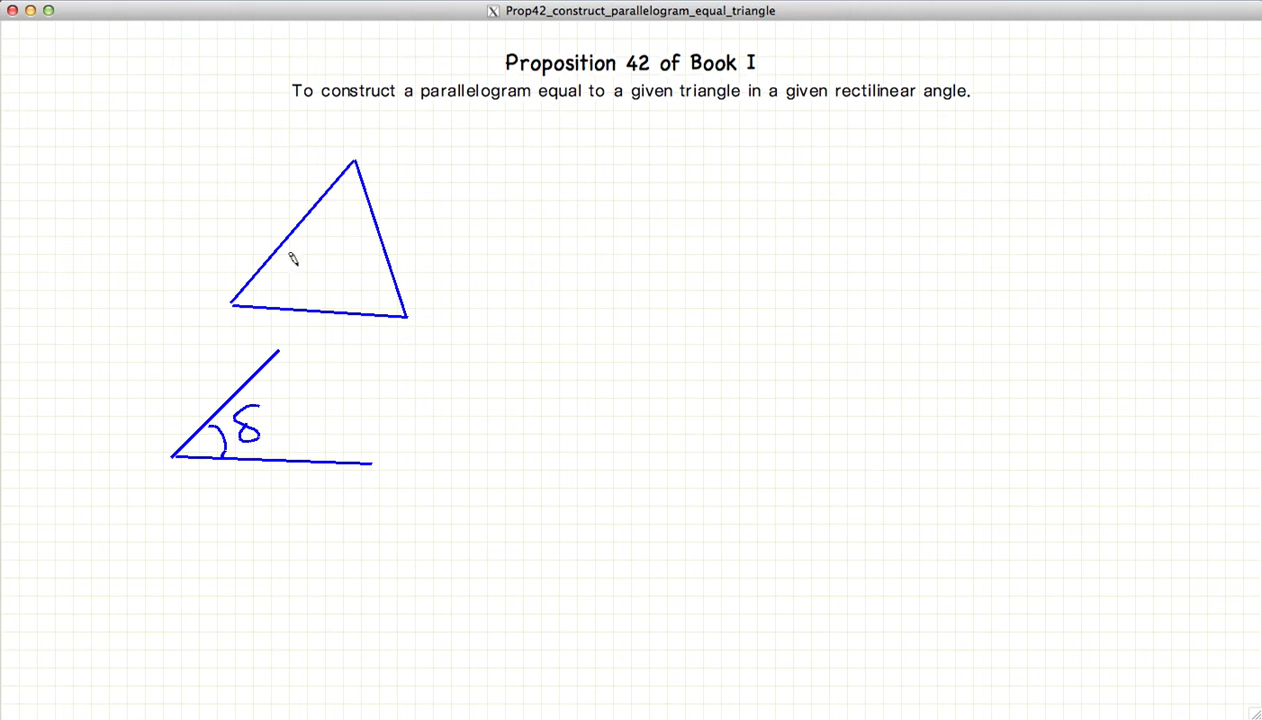 Prop42_construct_parallelogram_equal_triangle
Proposition 42 of Book I
To construct a parallelogram equal to a given triangle in a given rectilinear angle.
δ